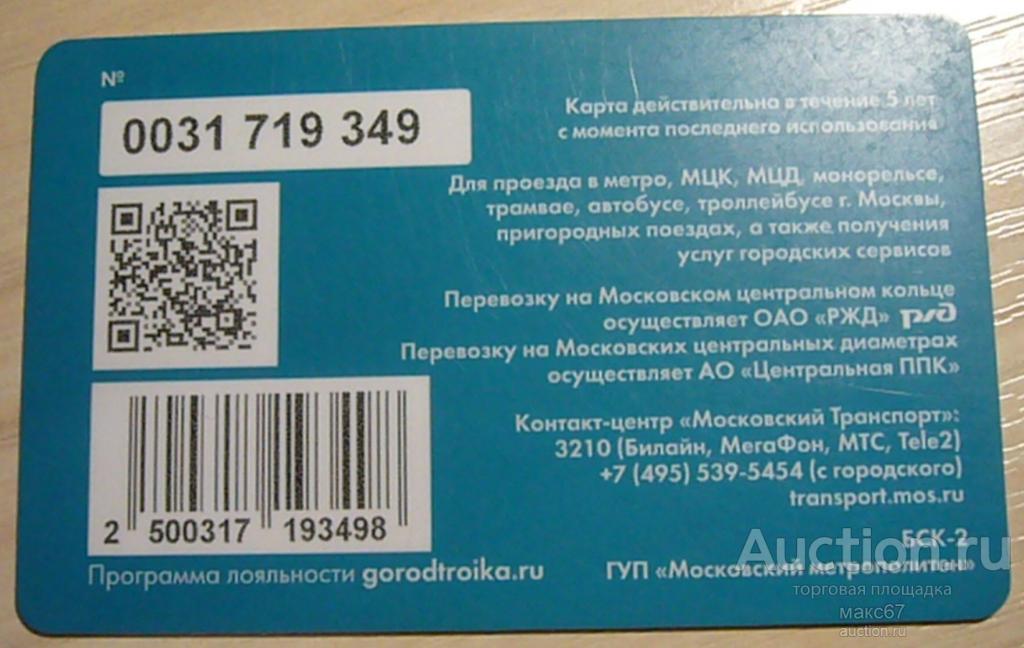 №
0031 719 349
Карта действительна в течение 5 лет
с момента последнего использования
Для проезда в метро, МЦК, МЦД, монорельсе,
трамвае, автобусе, троллейбусе г. Москвы,
пригородных поездах, а также получения
услуг городских сервисов
Перевозку на Московском центральном кольце
осуществляет ОАО «РЖД» ржд
Перевозку на Московских центральных диаметрах
осуществляет АО «Центральная ППК»
Контакт-центр «Московский Транспорт»:
3210 (Билайн, МегаФон, МТС, Tele2)
+7 (495) 539-5454 (с городского)
transport.mos.ru
2 500317 193498
Программа лояльности gorodtroika.ru
БСК-2
ГУП «Московский метрополитен»
Auction.ru
торговая площадка
макс67
auction.ru